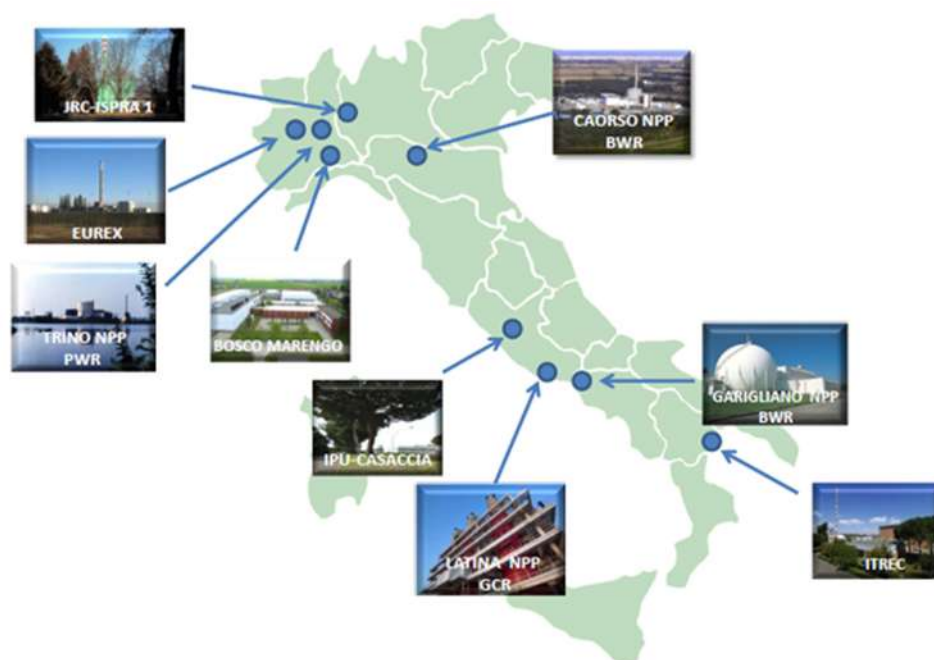 JRC-ISPRA 1
CAORSO NPP
BWR
EUREX
TRINO NPP
PWR
BOSCO MARENGO
GARIGLIANO NPP
BWR
IPU-CASACCIA
LATINA NPP
GCR
ITREC